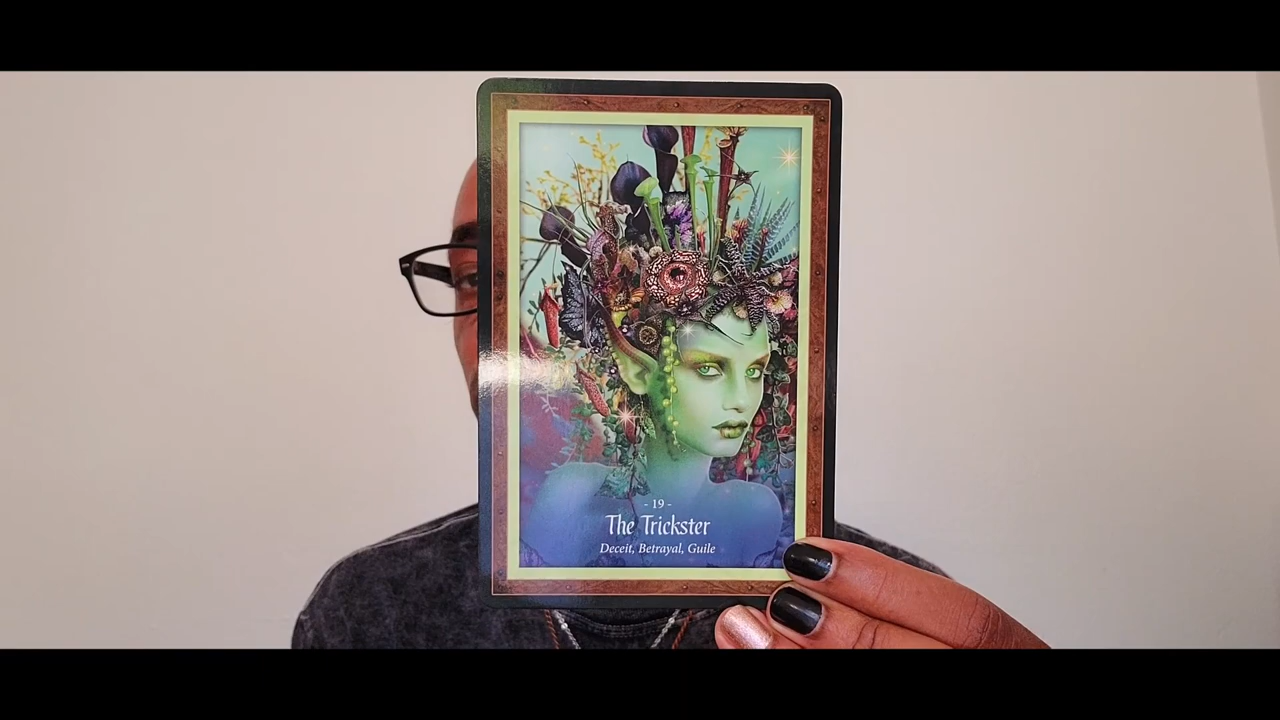 - 19 -
The Trickster
Deceit, Betrayal, Guile